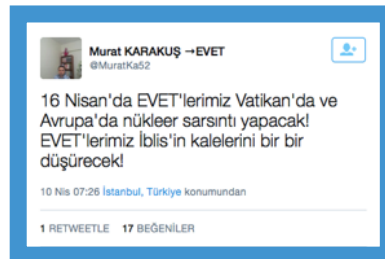 Murat KARAKUŞ →EVET
@MuratKa52
16 Nisan'da EVET'lerimiz Vatikan'da ve
Avrupa'da nükleer sarsıntı yapacak!
EVET'lerimiz İblis'in kalelerini bir bir
düşürecek!
10 Nis 07:26 İstanbul, Türkiye konumundan
1 RETWEETLE 17 BEĞENİLER